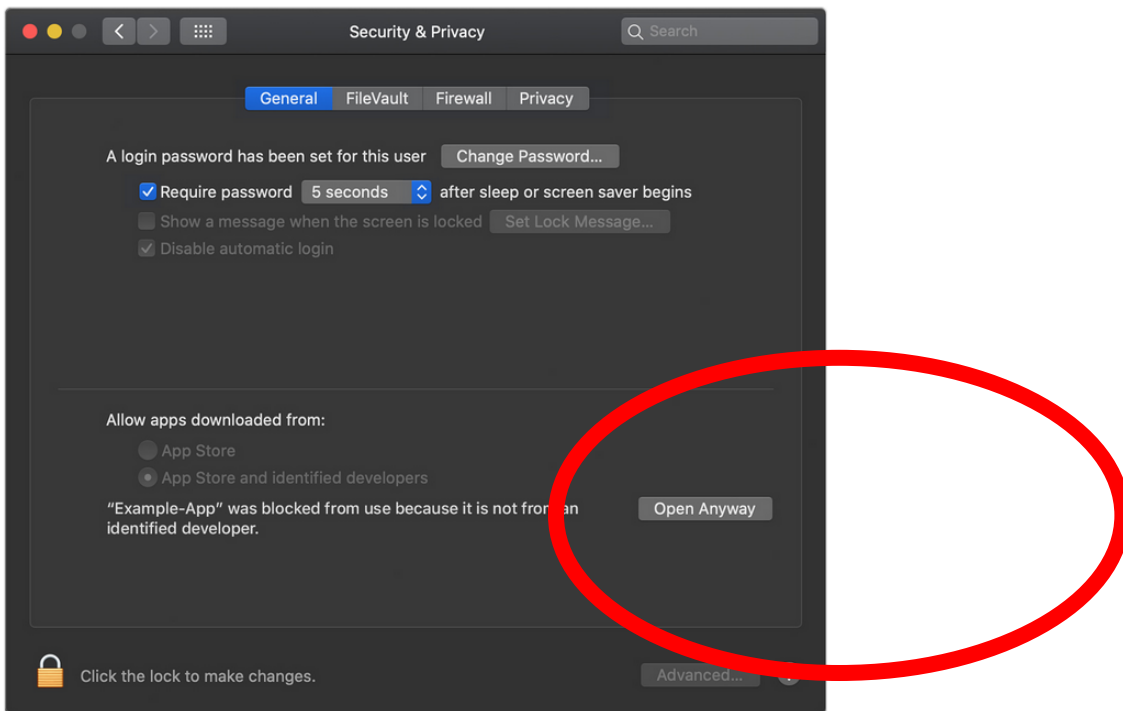 Security & Privacy
Search
General FileVault Firewall Privacy
A login password has been set for this user Change Password...
Require password 5 seconds after sleep or screen saver begins
Show a message when the screen is locked Set Lock Message...
Disable automatic login
Allow apps downloaded from:
App Store
App Store and identified developers
“Example-App” was blocked from use because it is not from an Open Anyway
identified developer.
Click the lock to make changes. Advanced...